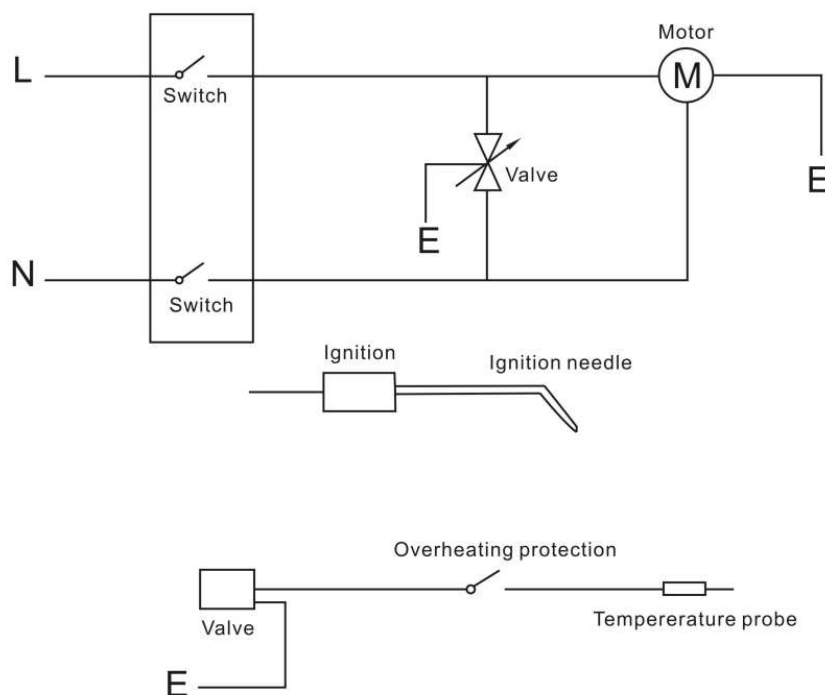 Motor
L
M
Switch
E
Valve
E
N
Switch
Ignition
Ignition needle
Overheating protection
Valve
Tempererature probe
E